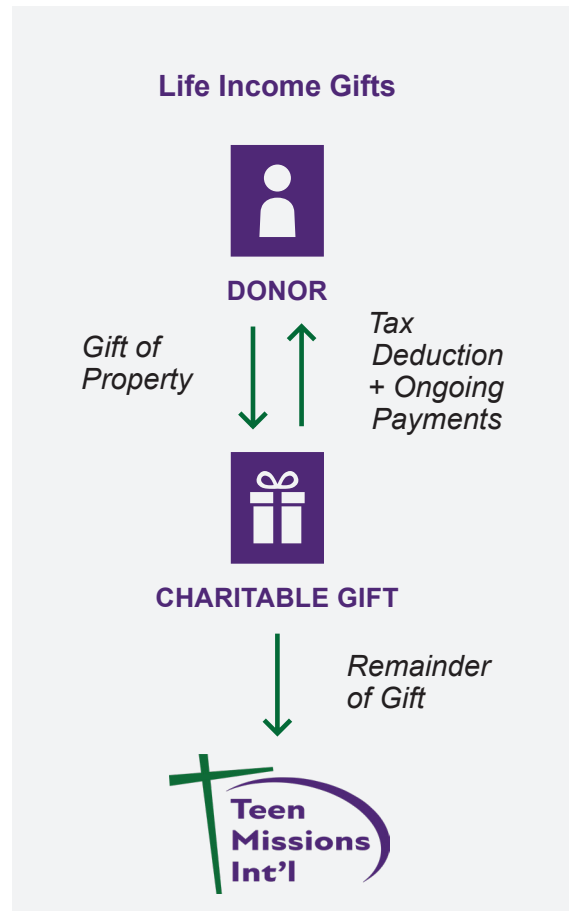 Life Income Gifts
DONOR
Gift of
Property
Tax
Deduction
+ Ongoing
Payments
CHARITABLE GIFT
Remainder
of Gift
Teen
Missions
Int'l